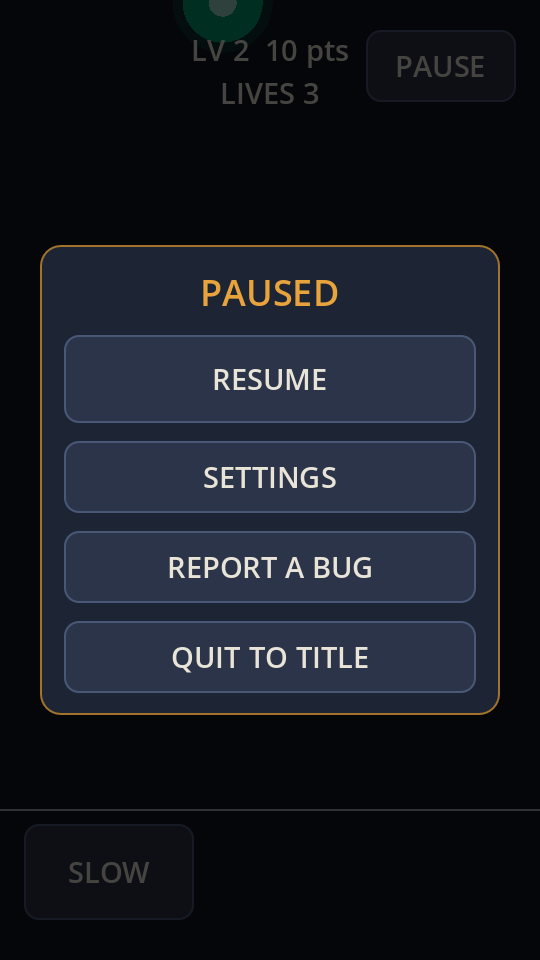 LV 2  10 pts
PAUSE
LIVES 3
PAUSED
RESUME
SETTINGS
REPORT A BUG
QUIT TO TITLE
SLOW